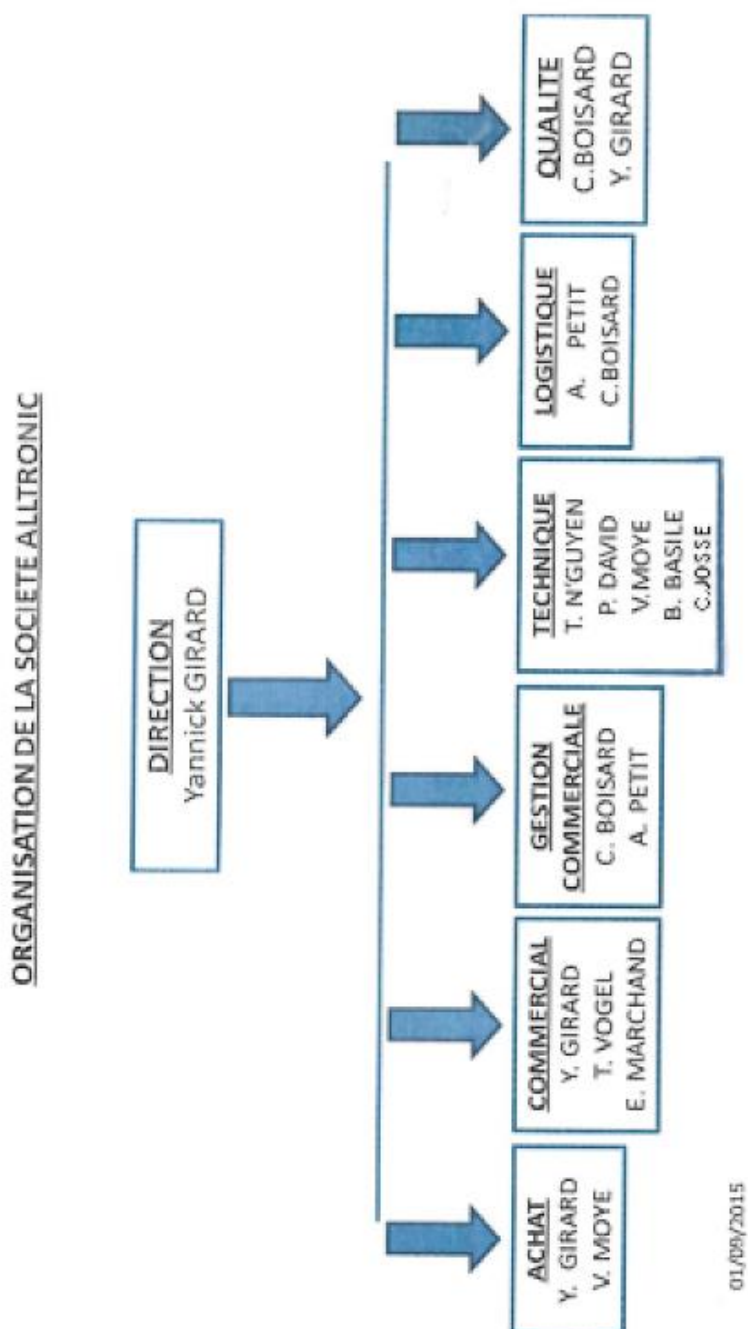 ORGANISATION DE LA SOCIETE ALLTRONIC
DIRECTION
Yannick GIRARD
ACHAT
Y. GIRARD
V. MOYE
COMMERCIAL
Y. GIRARD
T. VOGEL
E. MARCHAND
GESTION
COMMERCIALE
C. BOISARD
A. PETIT
TECHNIQUE
T. N'GUYEN
P. DAVID
V.MOYE
B. BASILE
C.JOSSE
LOGISTIQUE
A. PETIT
C.BOISARD
QUALITE
C.BOISARD
Y. GIRARD
01/09/2015